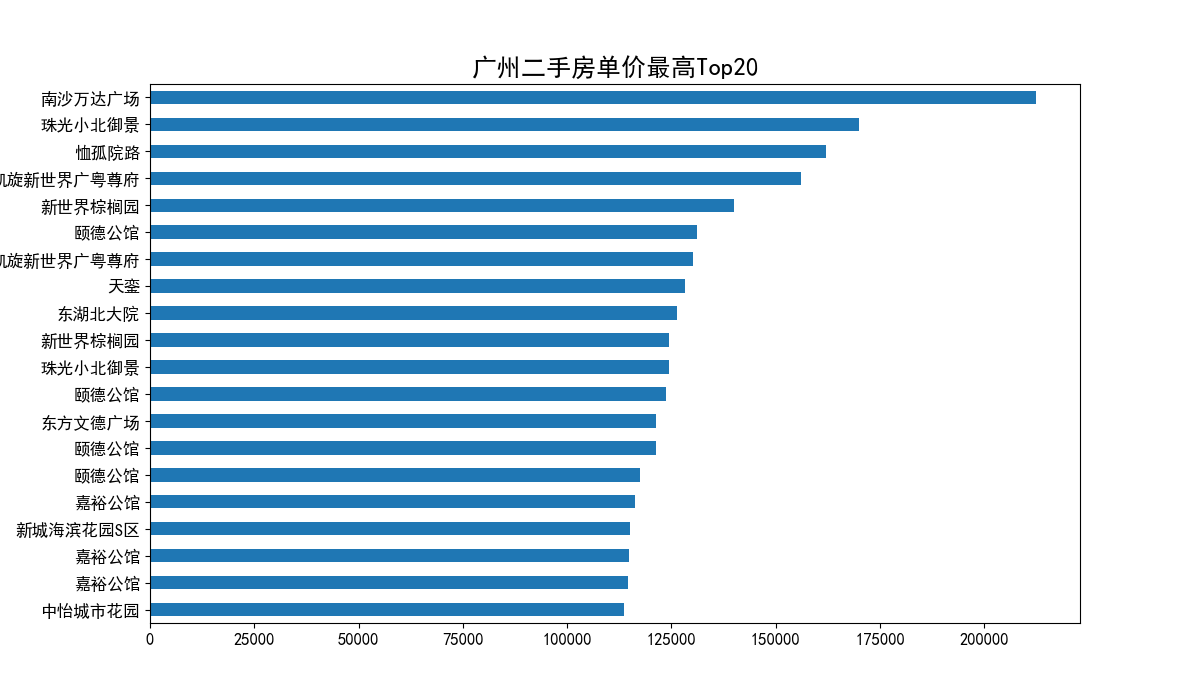 广州二手房单价最高Top20
南沙万达广场
珠光小北御景
恤孤院路
凯旋新世界广粤尊府
新世界棕榈园
颐德公馆
凯旋新世界广粤尊府
天銮
东湖北大院
新世界棕榈园
珠光小北御景
颐德公馆
东方文德广场
颐德公馆
颐德公馆
嘉裕公馆
新城海滨花园S区
嘉裕公馆
嘉裕公馆
中怡城市花园
0 25000 50000 75000 100000 125000 150000 175000 200000